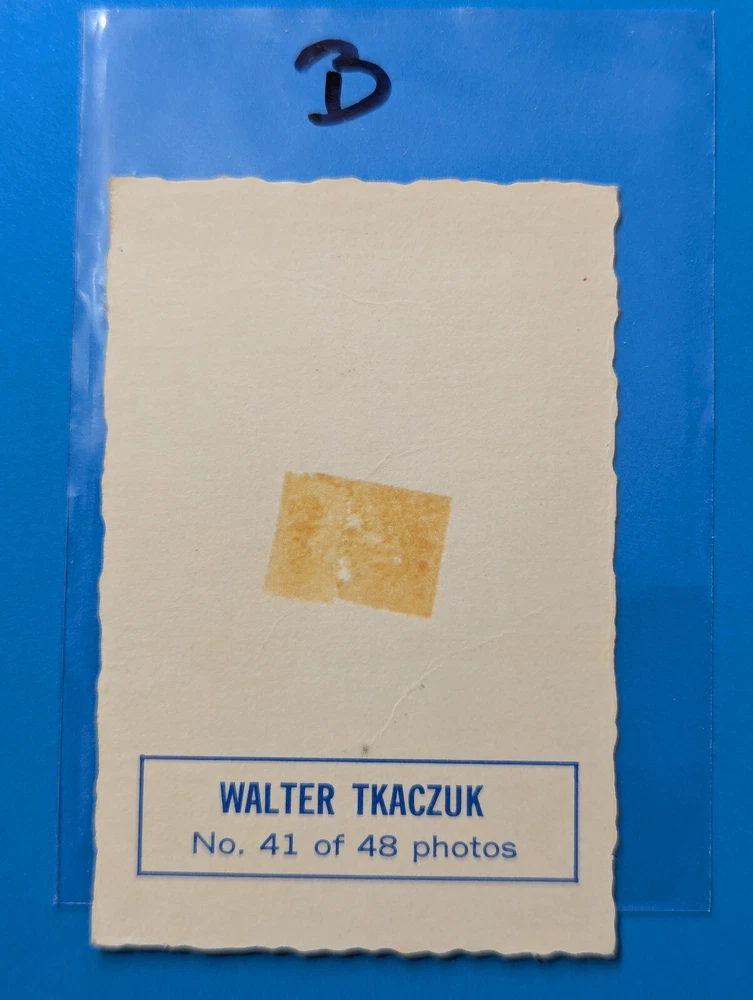 B
WALTER TKACZUK
No. 41 of 48 photos